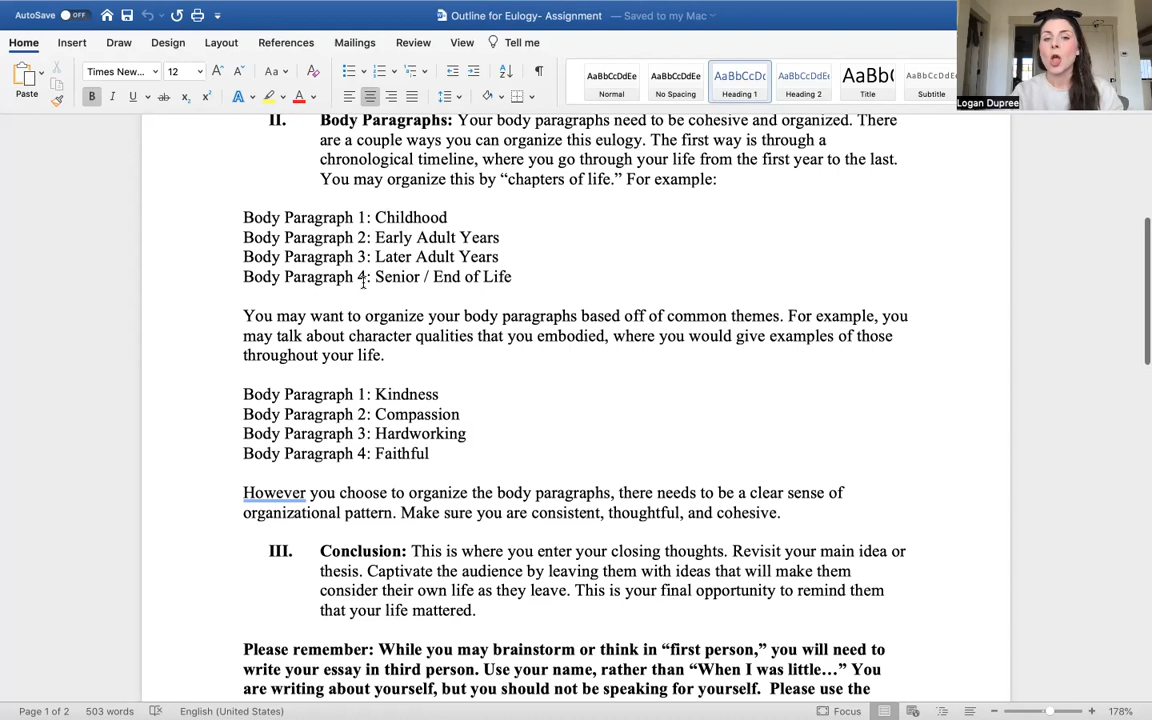 AutoSave OFF Outline for Eulogy- Assignment — Saved to my Mac
Home Insert Draw Design Layout References Mailings Review View Tell me
Paste Times New... 12 A A Aa A
B I U ab x₂ x² A A
AaBbCcDdEe AaBbCcDdEe AaBbCcDc AaBbCcDdEe AaBb( AaBbCcDdEe
Normal No Spacing Heading 1 Heading 2 Title Subtitle
Logan Dupree
II. Body Paragraphs: Your body paragraphs need to be cohesive and organized. There
are a couple ways you can organize this eulogy. The first way is through a
chronological timeline, where you go through your life from the first year to the last.
You may organize this by “chapters of life.” For example:
Body Paragraph 1: Childhood
Body Paragraph 2: Early Adult Years
Body Paragraph 3: Later Adult Years
Body Paragraph 4: Senior / End of Life
You may want to organize your body paragraphs based off of common themes. For example, you
may talk about character qualities that you embodied, where you would give examples of those
throughout your life.
Body Paragraph 1: Kindness
Body Paragraph 2: Compassion
Body Paragraph 3: Hardworking
Body Paragraph 4: Faithful
However you choose to organize the body paragraphs, there needs to be a clear sense of
organizational pattern. Make sure you are consistent, thoughtful, and cohesive.
III. Conclusion: This is where you enter your closing thoughts. Revisit your main idea or
thesis. Captivate the audience by leaving them with ideas that will make them
consider their own life as they leave. This is your final opportunity to remind them
that your life mattered.
Please remember: While you may brainstorm or think in “first person,” you will need to
write your essay in third person. Use your name, rather than “When I was little…” You
are writing about yourself, but you should not be speaking for yourself. Please use the
Page 1 of 2 503 words English (United States) Focus 178%